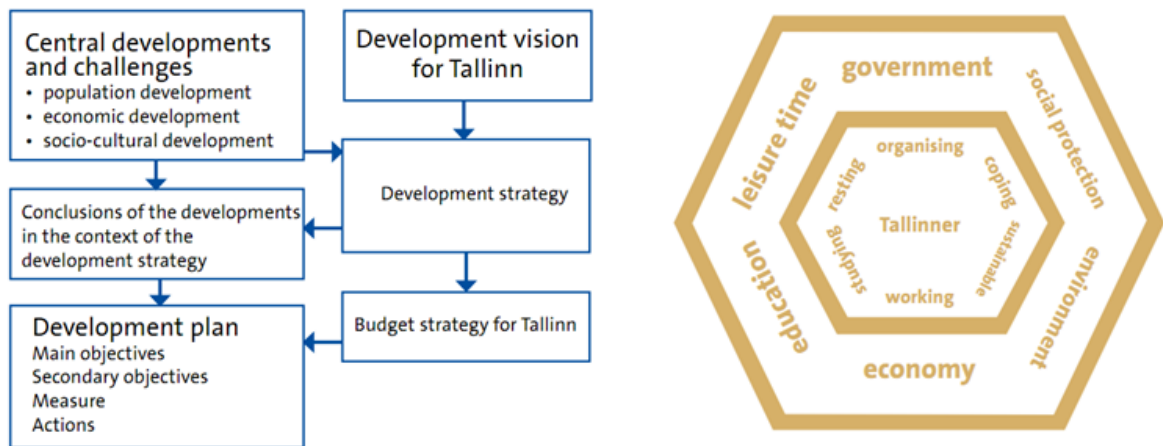 Central developments
and challenges
• population development
• economic development
• socio-cultural development
Development vision
for Tallinn
Development strategy
Conclusions of the developments
in the context of the
development strategy
Budget strategy for Tallinn
Development plan
Main objectives
Secondary objectives
Measure
Actions
government
social protection
environment
economy
education
leisure time
organising
coping
sustainable
working
studying
resting
Tallinner